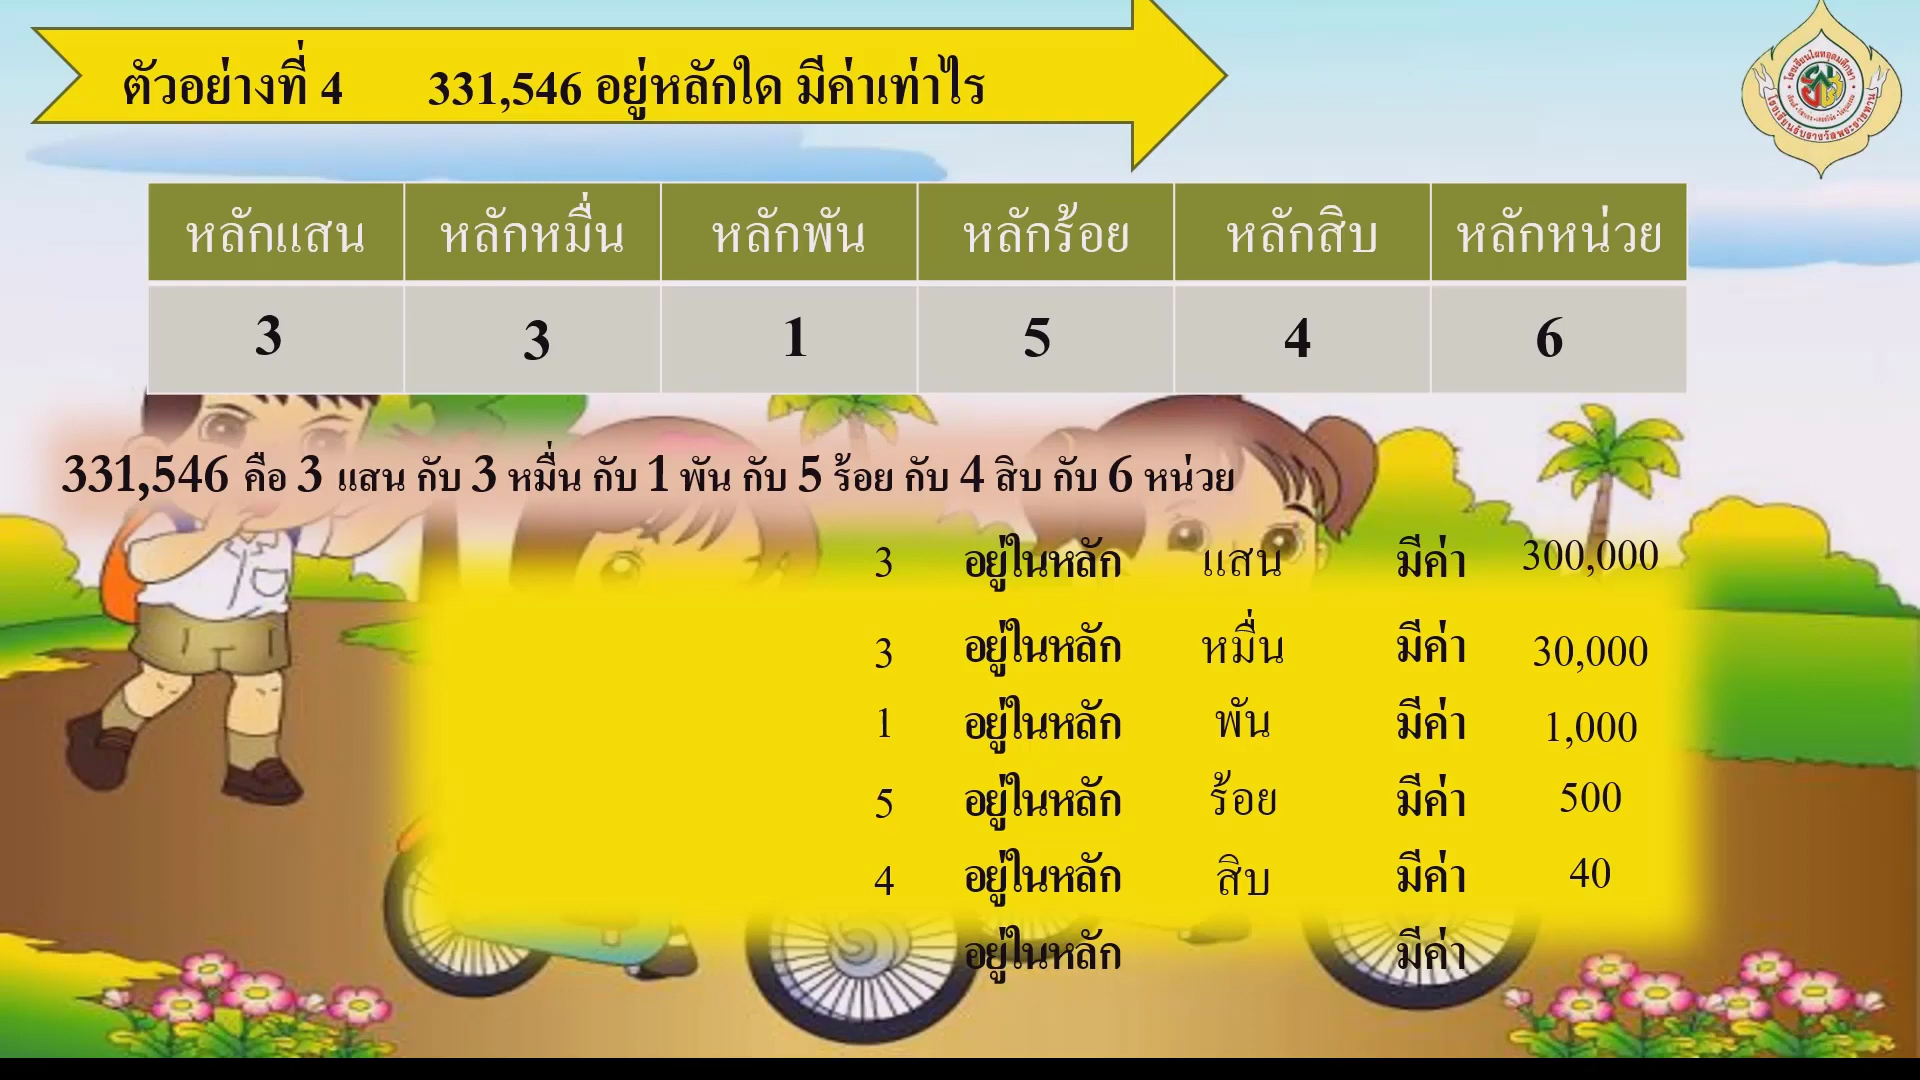 ตัวอย่างที่ 4 331,546 อยู่หลักใด มีค่าเท่าไร
หลักแสน หลักหมื่น หลักพัน หลักร้อย หลักสิบ หลักหน่วย
3 3 1 5 4 6
331,546 คือ 3 แสน กับ 3 หมื่น กับ 1 พัน กับ 5 ร้อย กับ 4 สิบ กับ 6 หน่วย
3 อยู่ในหลัก แสน มีค่า 300,000
3 อยู่ในหลัก หมื่น มีค่า 30,000
1 อยู่ในหลัก พัน มีค่า 1,000
5 อยู่ในหลัก ร้อย มีค่า 500
4 อยู่ในหลัก สิบ มีค่า 40
อยู่ในหลัก มีค่า